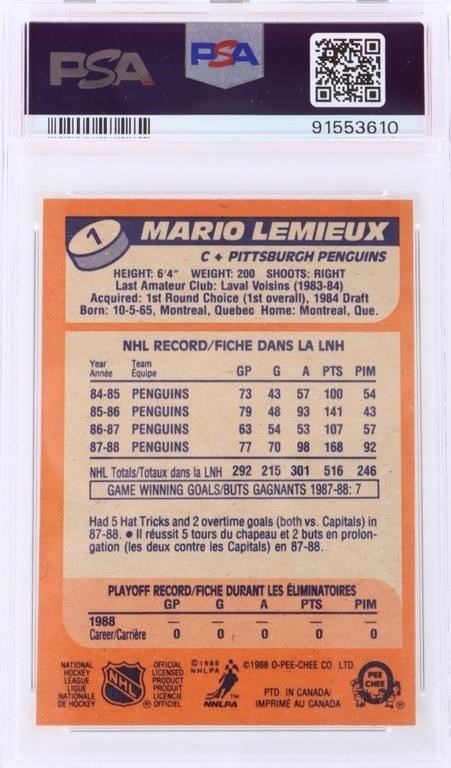 PSA
PSA
91553610
1
MARIO LEMIEUX
C + PITTSBURGH PENGUINS
HEIGHT: 6'4" WEIGHT: 200 SHOOTS: RIGHT
Last Amateur Club: Laval Voisins (1983-84)
Acquired: 1st Round Choice (1st overall), 1984 Draft
Born: 10-5-65, Montreal, Quebec Home: Montreal, Que.
NHL RECORD/FICHE DANS LA LNH
Year Team
Année Équipe GP G A PTS PIM
84-85 PENGUINS 73 43 57 100 54
85-86 PENGUINS 79 48 93 141 43
86-87 PENGUINS 63 54 53 107 57
87-88 PENGUINS 77 70 98 168 92
NHL Totals/Totaux dans la LNH 292 215 301 516 246
GAME WINNING GOALS/BUTS GAGNANTS 1987-88: 7
Had 5 Hat Tricks and 2 overtime goals (both vs. Capitals) in
87-88. ● Il réussit 5 tours du chapeau et 2 buts en prolon-
gation (les deux contre les Capitals) en 87-88.
PLAYOFF RECORD/FICHE DURANT LES ÉLIMINATOIRES
GP G A PTS PIM
1988 — — — — —
Career/Carrière 0 0 0 0 0
NATIONAL
HOCKEY
LEAGUE
LIGUE
NATIONALE
DE HOCKEY
NHL
OFFICIAL
LICENSED
PRODUCT
PRODUIT
OFFICIEL
©1988
NHLPA
NHLPA
©1988 O-PEE-CHEE CO. LTD.
PTD. IN CANADA/
IMPRIMÉ AU CANADA
O
PEE
CHEE